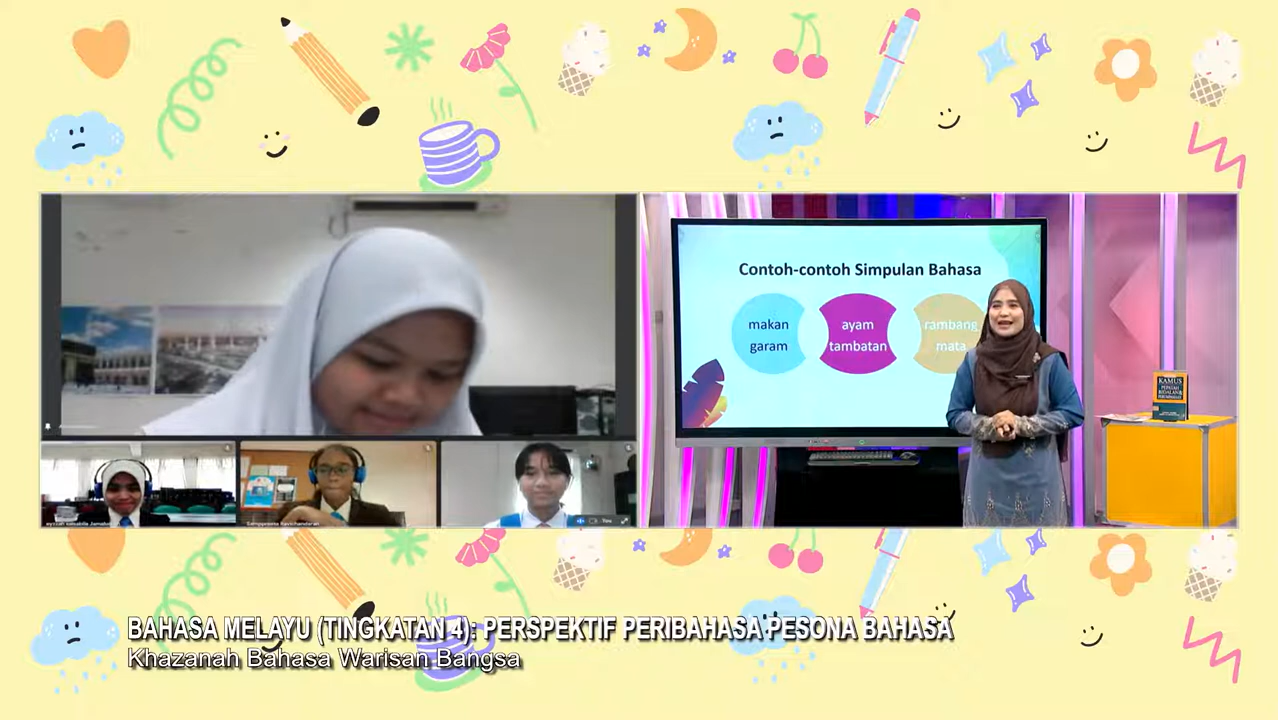 Contoh-contoh Simpulan Bahasa
makan
garam
ayam
tambatan
rambang
mata
KAMUS
BAHASA MELAYU (TINGKATAN 4): PERSPEKTIF PERIBAHASA PESONA BAHASA
Khazanah Bahasa Warisan Bangsa
You